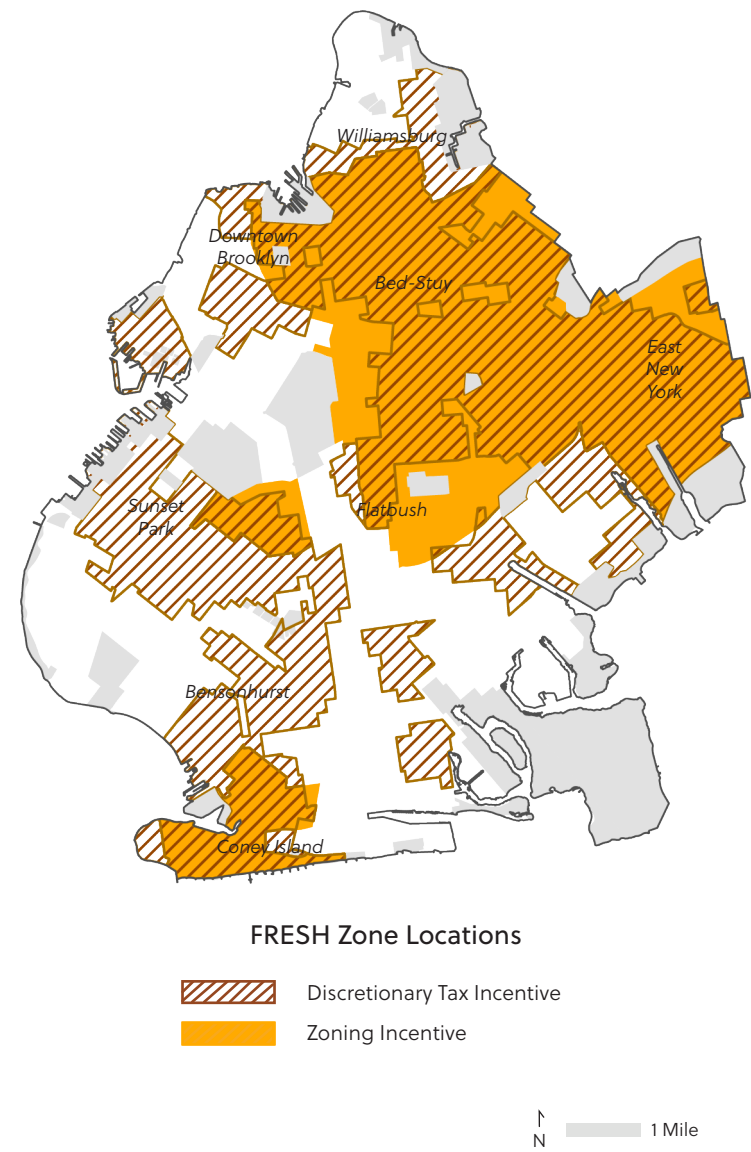 Williamsburg
Downtown
Brooklyn
Bed-Stuy
East
New
York
Sunset
Park
Flatbush
Bensonhurst
Coney Island
FRESH Zone Locations
Discretionary Tax Incentive
Zoning Incentive
N
1 Mile